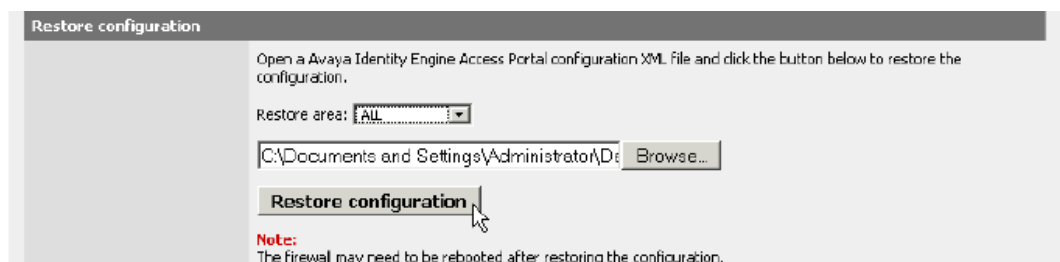 Restore configuration
Open a Avaya Identity Engine Access Portal configuration XML file and click the button below to restore the
configuration.
Restore area: ALL
C:\Documents and Settings\Administrator\De Browse...
Restore configuration
Note:
The firewall may need to be rebooted after restoring the configuration.